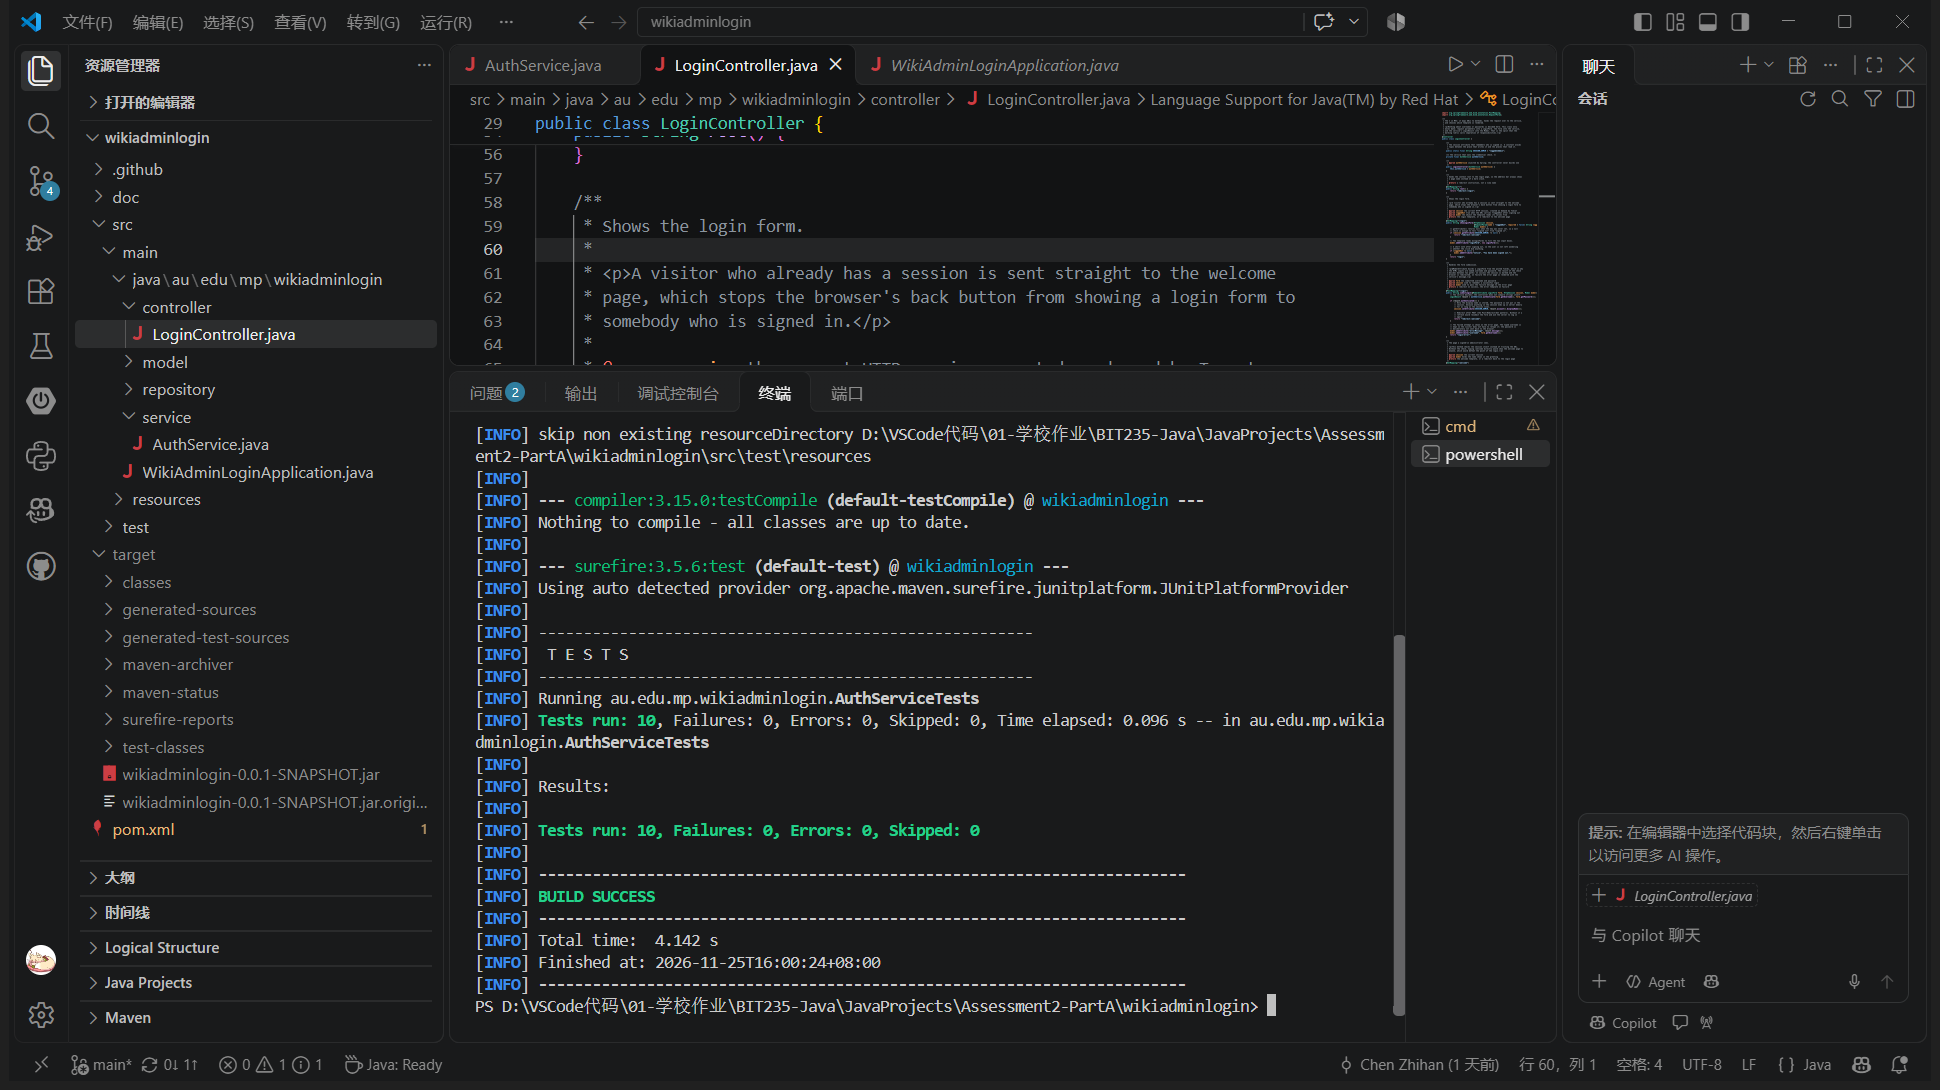 文件(F) 编辑(E) 选择(S) 查看(V) 转到(G) 运行(R) ··· wikiadminlogin
资源管理器
打开的编辑器
wikiadminlogin
.github
doc
src
main
java\au\edu\mp\wikiadminlogin
controller
LoginController.java
model
repository
service
AuthService.java
WikiAdminLoginApplication.java
resources
test
target
classes
generated-sources
generated-test-sources
maven-archiver
maven-status
surefire-reports
test-classes
wikiadminlogin-0.0.1-SNAPSHOT.jar
wikiadminlogin-0.0.1-SNAPSHOT.jar.origi...
pom.xml 1
大纲
时间线
Logical Structure
Java Projects
Maven
4
AuthService.java LoginController.java WikiAdminLoginApplication.java
src > main > java > au > edu > mp > wikiadminlogin > controller > LoginController.java > Language Support for Java(TM) by Red Hat > LoginCo
29 public class LoginController {
56 }
57
58 /**
59 * Shows the login form.
60 *
61 * <p>A visitor who already has a session is sent straight to the welcome
62 * page, which stops the browser's back button from showing a login form to
63 * somebody who is signed in.</p>
64 *
问题 2 输出 调试控制台 终端 端口
[INFO] skip non existing resourceDirectory D:\VSCode代码\01-学校作业\BIT235-Java\JavaProjects\Assessm
ent2-PartA\wikiadminlogin\src\test\resources
[INFO]
[INFO] --- compiler:3.15.0:testCompile (default-testCompile) @ wikiadminlogin ---
[INFO] Nothing to compile - all classes are up to date.
[INFO]
[INFO] --- surefire:3.5.6:test (default-test) @ wikiadminlogin ---
[INFO] Using auto detected provider org.apache.maven.surefire.junitplatform.JUnitPlatformProvider
[INFO]
[INFO] -------------------------------------------------------
[INFO]  T E S T S
[INFO] -------------------------------------------------------
[INFO] Running au.edu.mp.wikiadminlogin.AuthServiceTests
[INFO] Tests run: 10, Failures: 0, Errors: 0, Skipped: 0, Time elapsed: 0.096 s -- in au.edu.mp.wikia
dminlogin.AuthServiceTests
[INFO]
[INFO] Results:
[INFO]
[INFO] Tests run: 10, Failures: 0, Errors: 0, Skipped: 0
[INFO]
[INFO] ------------------------------------------------------------------------
[INFO] BUILD SUCCESS
[INFO] ------------------------------------------------------------------------
[INFO] Total time:  4.142 s
[INFO] Finished at: 2026-11-25T16:00:24+08:00
[INFO] ------------------------------------------------------------------------
PS D:\VSCode代码\01-学校作业\BIT235-Java\JavaProjects\Assessment2-PartA\wikiadminlogin>
cmd
powershell
聊天
会话
提示: 在编辑器中选择代码块，然后右键单击
以访问更多 AI 操作。
LoginController.java
与 Copilot 聊天
Agent
Copilot
main* 0↓ 1↑ 0 1 1 Java: Ready
Chen Zhihan (1 天前) 行 60，列 1 空格: 4 UTF-8 LF { } Java